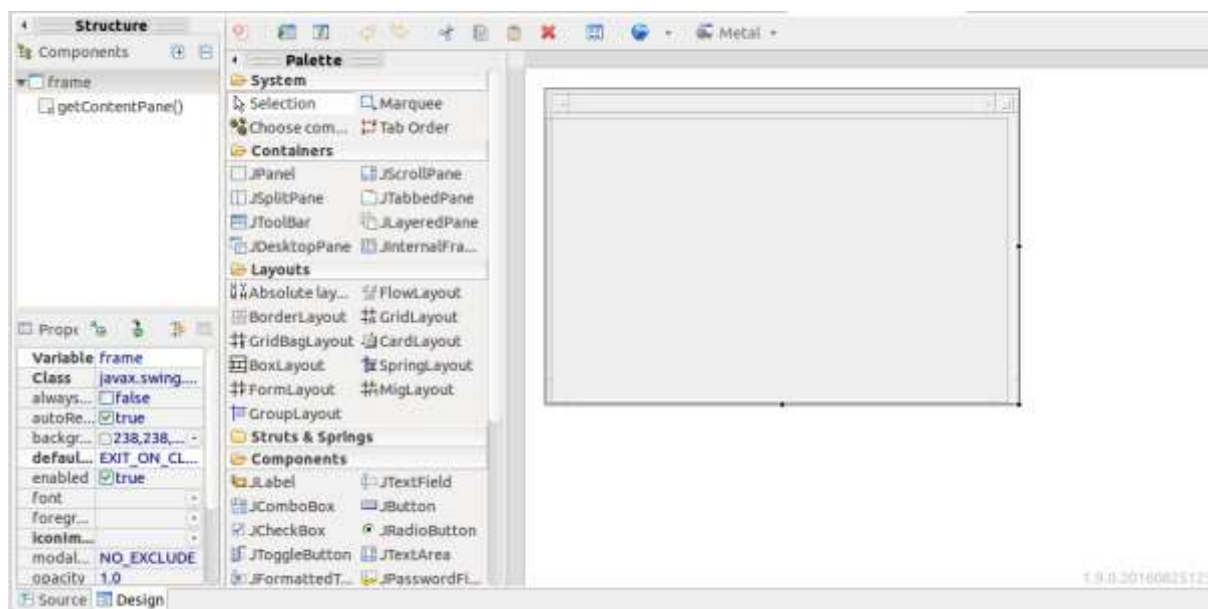 Structure
Components
frame
getContentPane()
Prope
Variable frame
Class javax.swing....
always... false
autoRe... true
backgr... 238,238,...
defaul... EXIT_ON_CL...
enabled true
font
foregr...
iconIm...
modal... NO_EXCLUDE
opacity 1.0
Source Design
Metal
Palette
System
Selection Marquee
Choose com... Tab Order
Containers
JPanel JScrollPane
JSplitPane JTabbedPane
JToolBar JLayeredPane
JDesktopPane JInternalFra...
Layouts
Absolute lay... FlowLayout
BorderLayout GridLayout
GridBagLayout CardLayout
BoxLayout SpringLayout
FormLayout MigLayout
GroupLayout
Struts & Springs
Components
JLabel JTextField
JComboBox JButton
JCheckBox JRadioButton
JToggleButton JTextArea
JFormattedT... JPasswordFi...